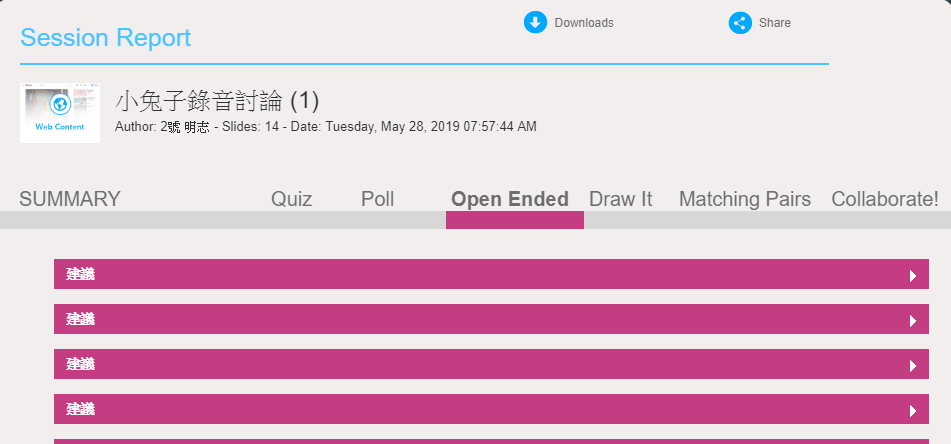 Session Report
Downloads
Share
Web Content
小兔子錄音討論 (1)
Author: 2號 明志 - Slides: 14 - Date: Tuesday, May 28, 2019 07:57:44 AM
SUMMARY
Quiz
Poll
Open Ended
Draw It
Matching Pairs
Collaborate!
建議
建議
建議
建議